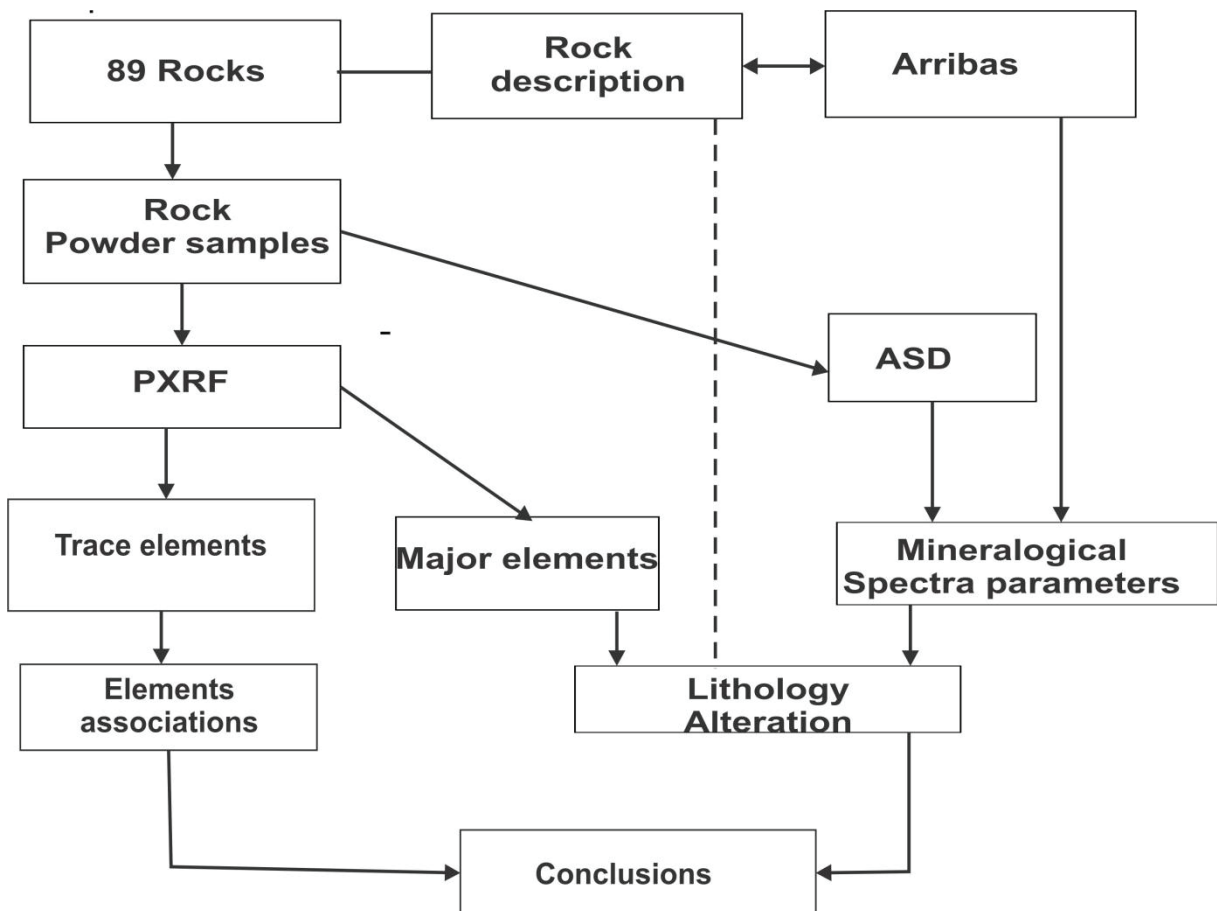 89 Rocks
Rock
description
Arribas
Rock
Powder samples
PXRF
ASD
Trace elements
Major elements
Mineralogical
Spectra parameters
Elements
associations
Lithology
Alteration
Conclusions